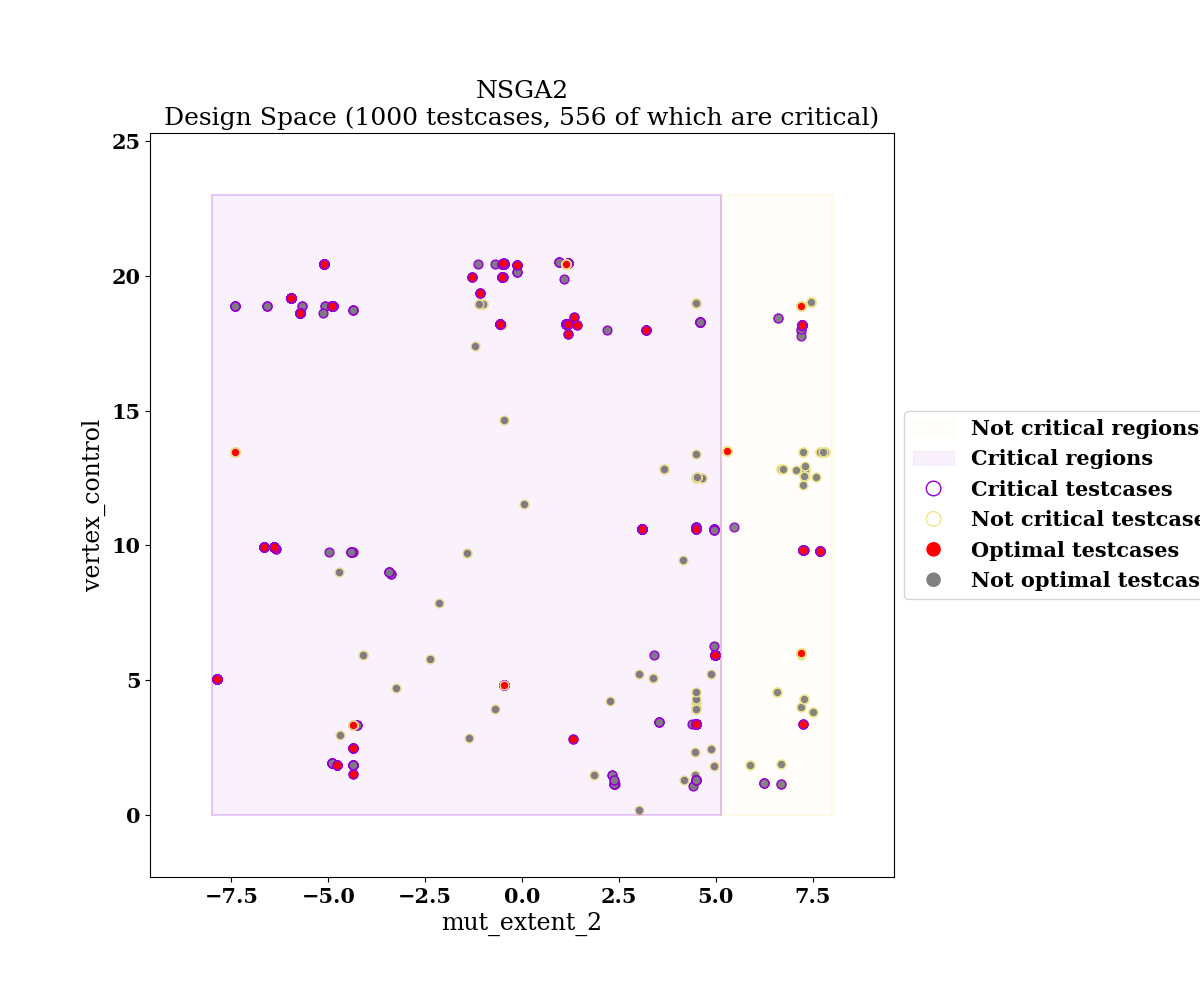 NSGA2
Design Space (1000 testcases, 556 of which are critical)
25
20
15
10
5
0
vertex_control
−7.5 −5.0 −2.5 0.0 2.5 5.0 7.5
mut_extent_2
Not critical regions
Critical regions
Critical testcases
Not critical testcase
Optimal testcases
Not optimal testcas